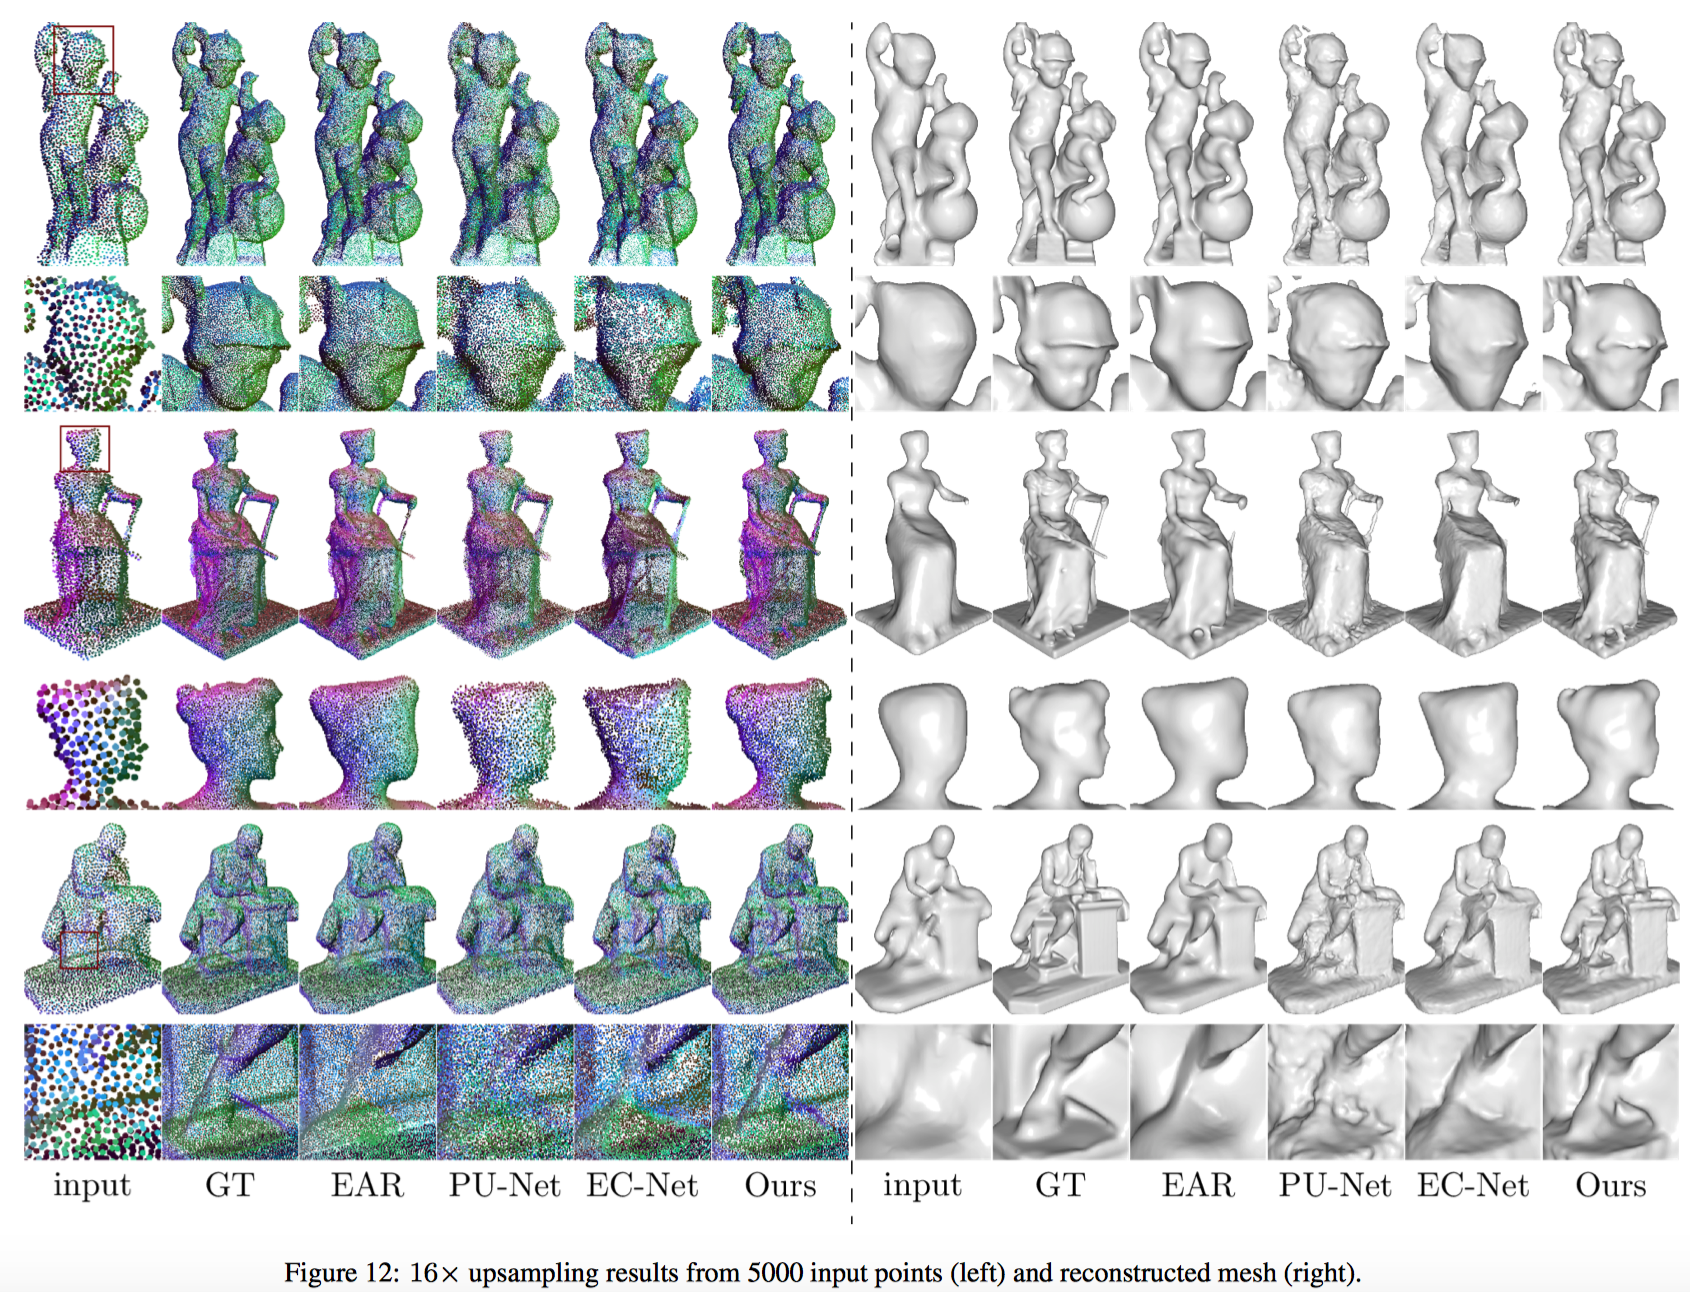 input GT EAR PU-Net EC-Net Ours input GT EAR PU-Net EC-Net Ours
Figure 12: 16× upsampling results from 5000 input points (left) and reconstructed mesh (right).